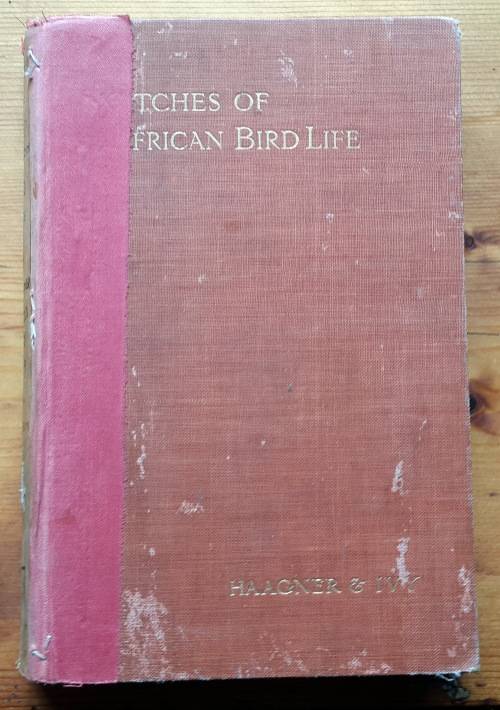 TCHES OF
FRICAN BIRD LIFE
HAAGNER & IVY